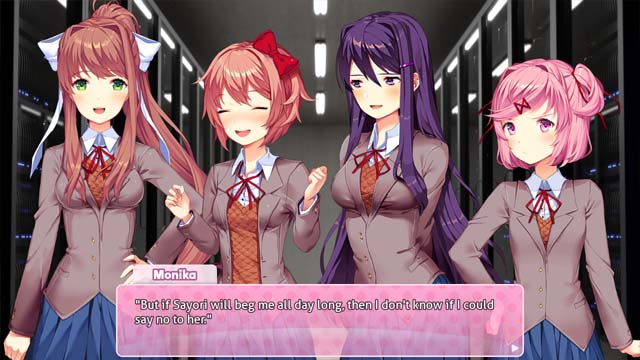 Monika
"But if Sayori will beg me all day long, then I don't know if I could
say no to her."